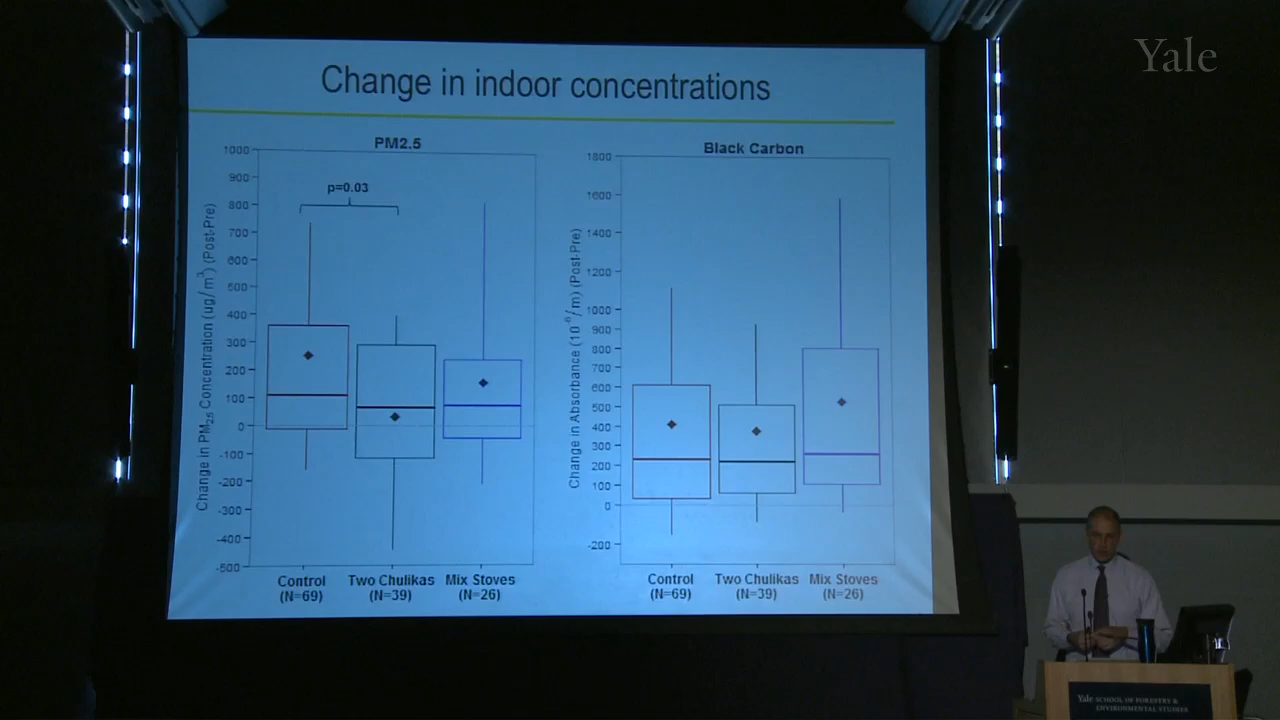 Yale
Change in indoor concentrations
PM2.5
1000
900
800
700
600
500
400
300
200
100
0
-100
-200
-300
-400
-500
Change in PM2.5 Concentration (ug/m3) (Post-Pre)
p=0.03
Control
(N=69)
Two Chulikas
(N=39)
Mix Stoves
(N=26)
Black Carbon
1800
1600
1400
1200
1000
900
800
700
600
500
400
300
200
100
0
-200
Change in Absorbance (10-6/m) (Post-Pre)
Control
(N=69)
Two Chulikas
(N=39)
Mix Stoves
(N=26)
Yale SCHOOL OF FORESTRY &
ENVIRONMENTAL STUDIES